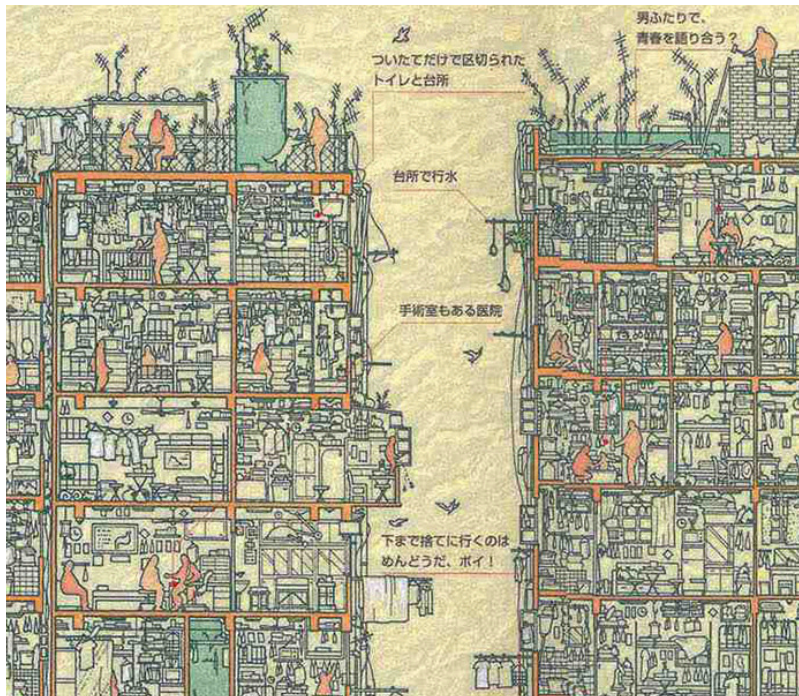 男ふたりで、
青春を語り合う?
ついたてだけで区切られた
トイレと台所
台所で行水
手術室もある医院
下まで捨てに行くのは
めんどうだ、ポイ!